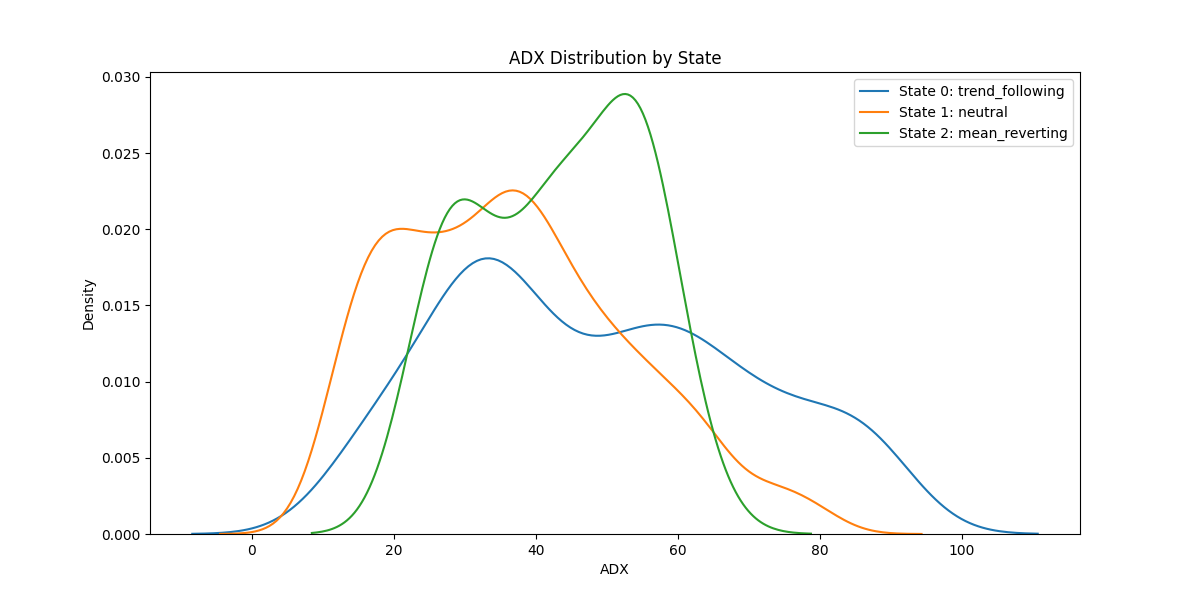 ADX Distribution by State
State 0: trend_following
State 1: neutral
State 2: mean_reverting
Density
0.030
0.025
0.020
0.015
0.010
0.005
0.000
0 20 40 60 80 100
ADX